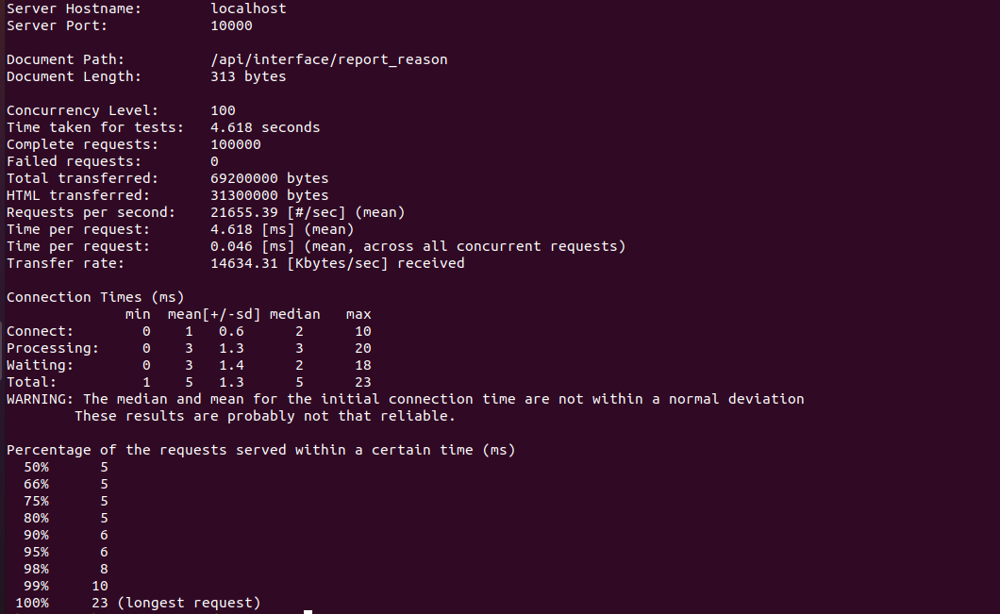 Server Hostname:        localhost
Server Port:            10000
Document Path:          /api/interface/report_reason
Document Length:        313 bytes
Concurrency Level:      100
Time taken for tests:   4.618 seconds
Complete requests:      100000
Failed requests:        0
Total transferred:      69200000 bytes
HTML transferred:       31300000 bytes
Requests per second:    21655.39 [#/sec] (mean)
Time per request:       4.618 [ms] (mean)
Time per request:       0.046 [ms] (mean, across all concurrent requests)
Transfer rate:          14634.31 [Kbytes/sec] received
Connection Times (ms)
              min  mean[+/-sd] median   max
Connect:        0    1   0.6      2      10
Processing:     0    3   1.3      3      20
Waiting:        0    3   1.4      2      18
Total:          1    5   1.3      5      23
WARNING: The median and mean for the initial connection time are not within a normal deviation
        These results are probably not that reliable.
Percentage of the requests served within a certain time (ms)
  50%      5
  66%      5
  75%      5
  80%      5
  90%      6
  95%      6
  98%      8
  99%     10
 100%     23 (longest request)